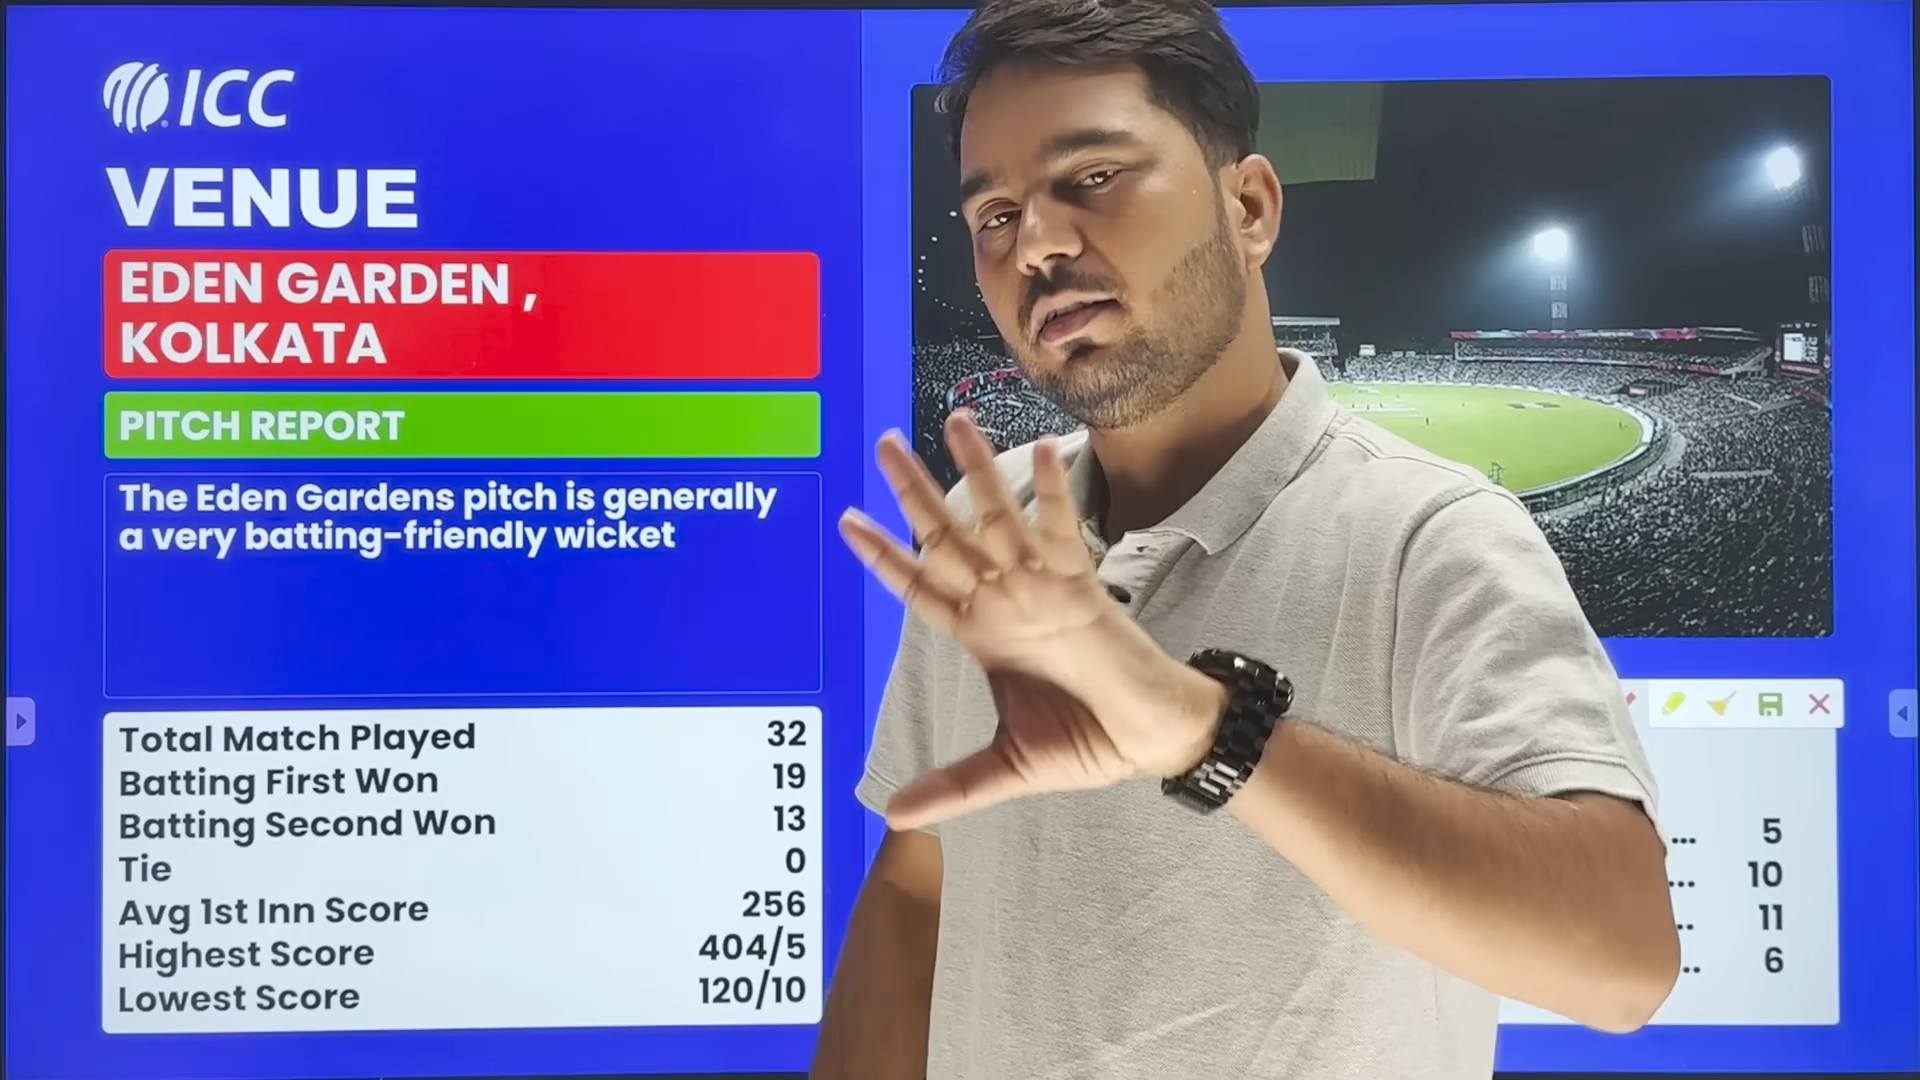 ICC
VENUE
EDEN GARDEN ,
KOLKATA
PITCH REPORT
The Eden Gardens pitch is generally
a very batting-friendly wicket
Total Match Played 32
Batting First Won 19
Batting Second Won 13
Tie 0
Avg 1st Inn Score 256
Highest Score 404/5
Lowest Score 120/10
... 5
... 10
.. 11
.. 6